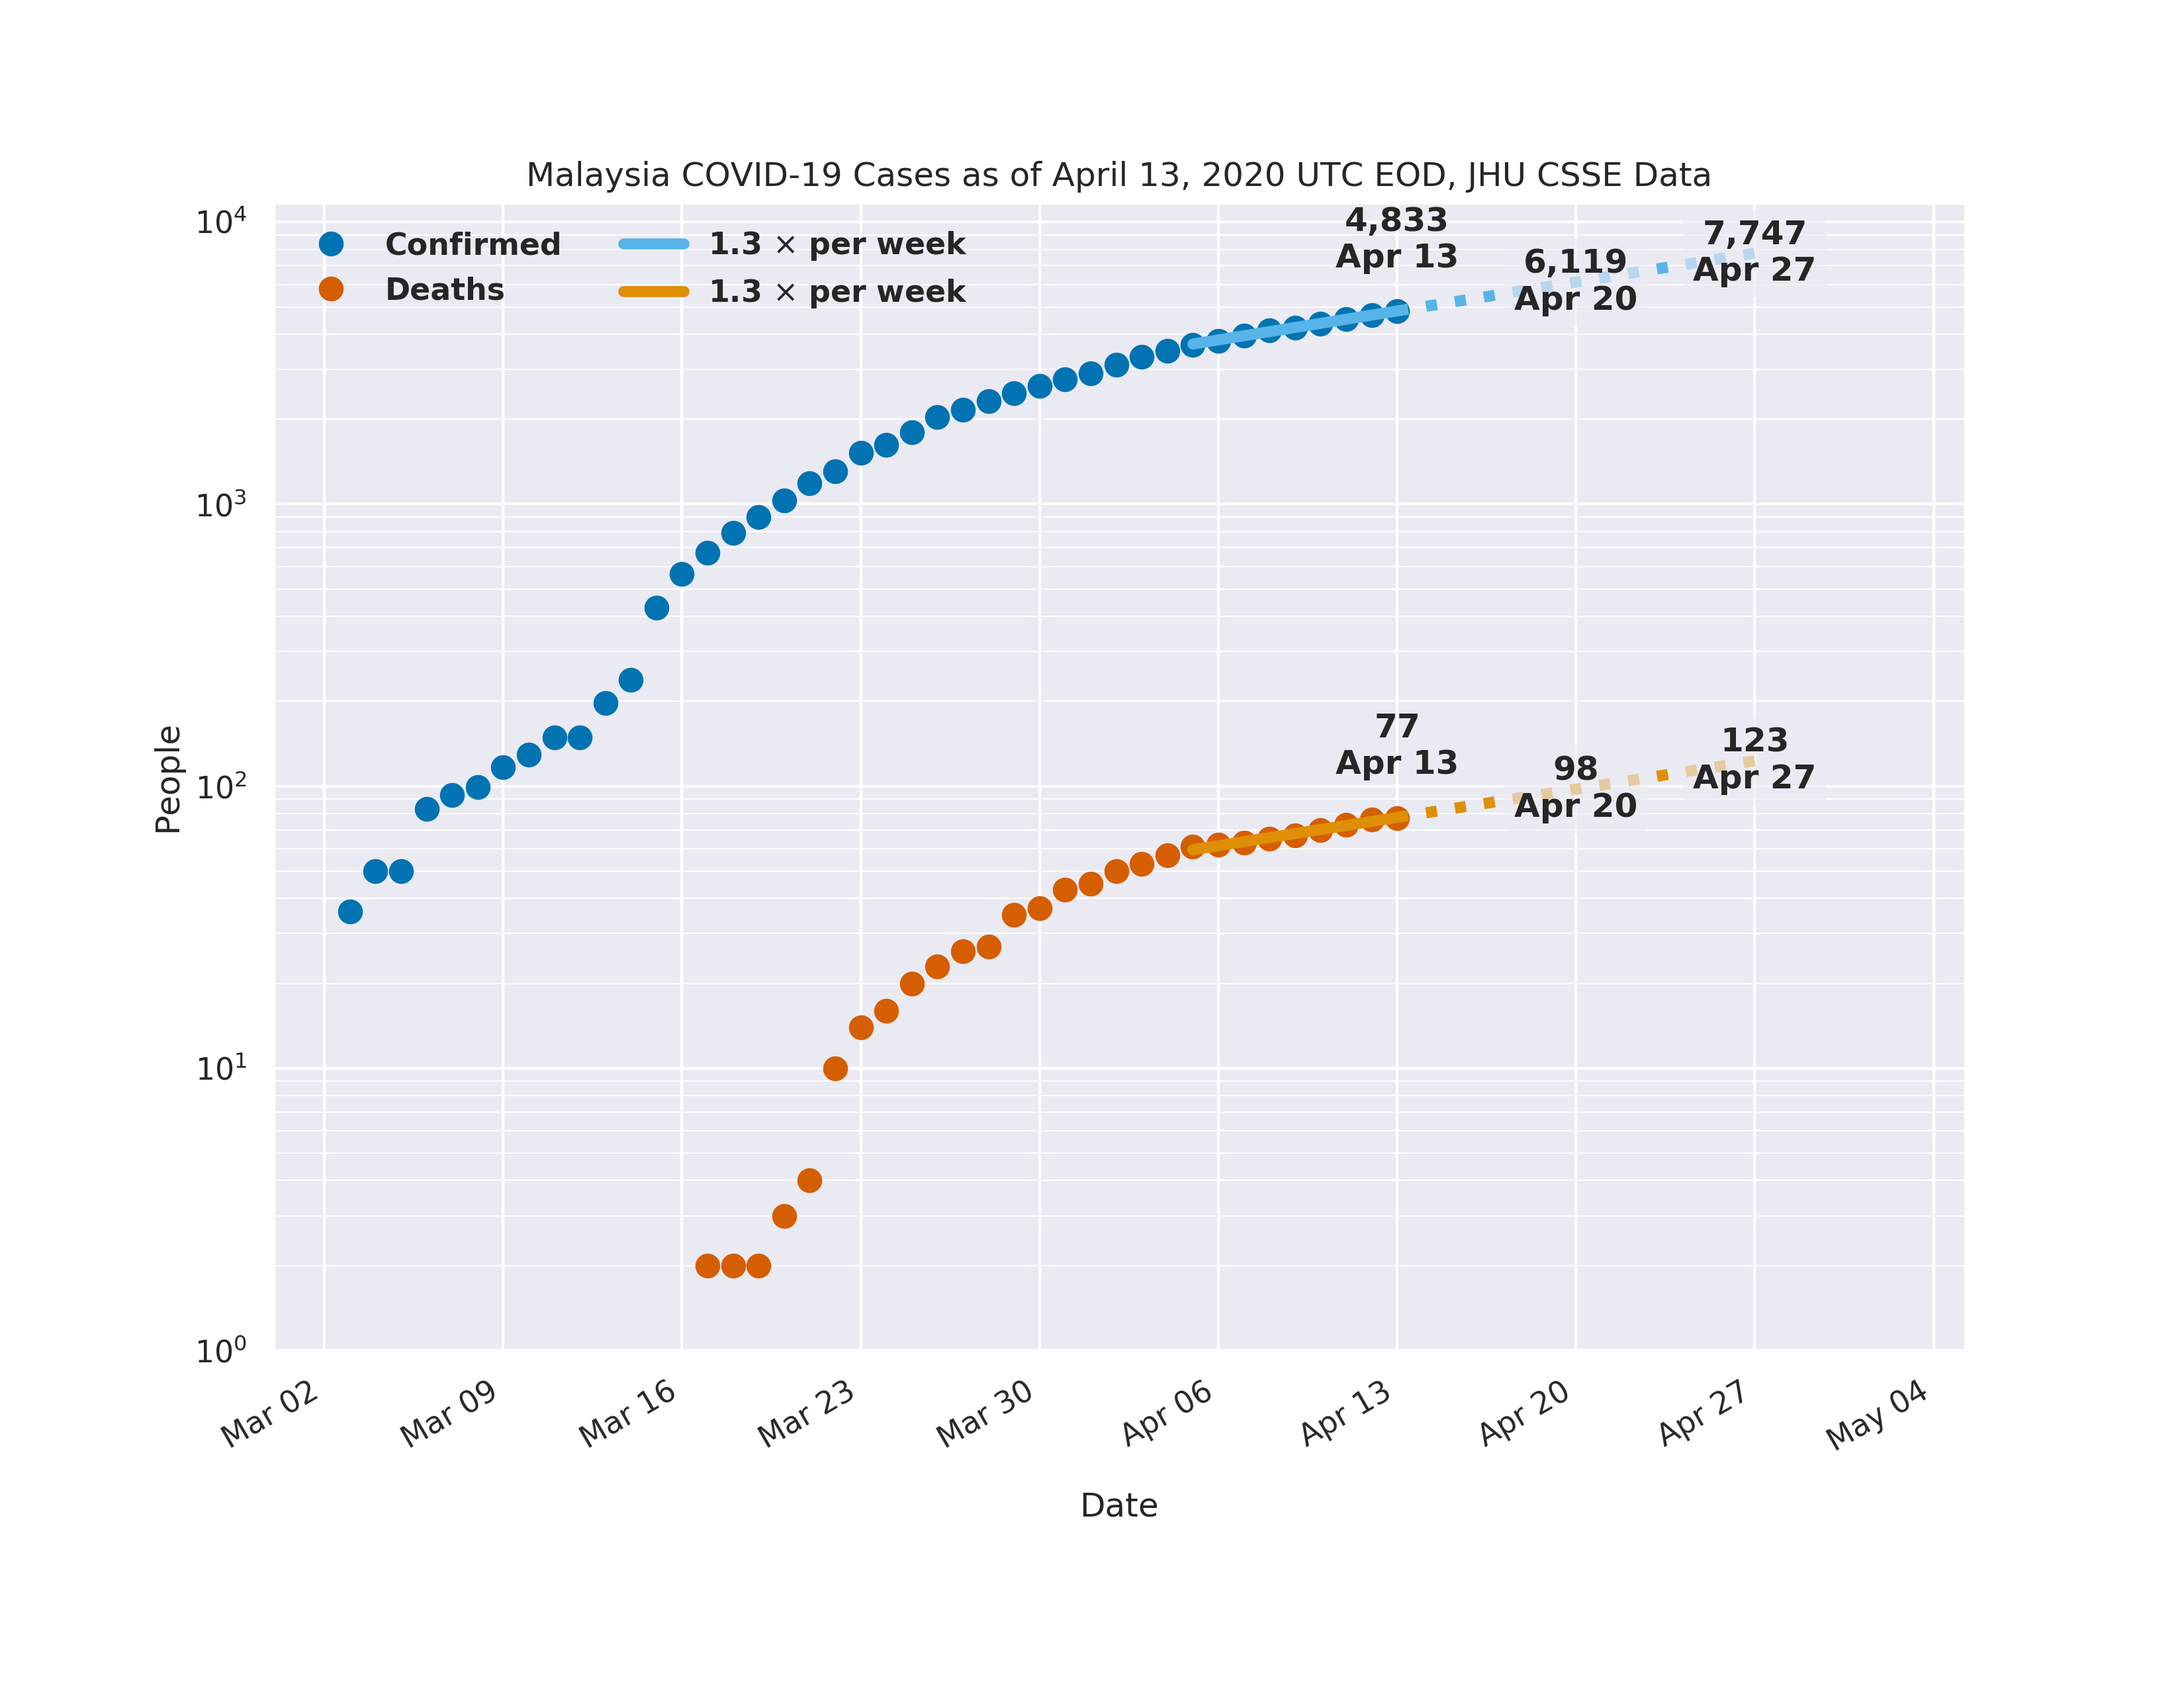 Malaysia COVID-19 Cases as of April 13, 2020 UTC EOD, JHU CSSE Data
Confirmed
Deaths
1.3 × per week
1.3 × per week
4,833
Apr 13
6,119
Apr 20
7,747
Apr 27
77
Apr 13
98
Apr 20
123
Apr 27
People
10⁴
10³
10²
10¹
10⁰
Mar 02
Mar 09
Mar 16
Mar 23
Mar 30
Apr 06
Apr 13
Apr 20
Apr 27
May 04
Date